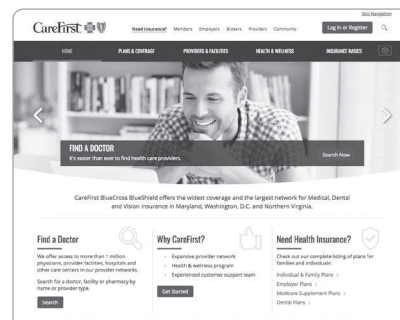 Skip Navigation
CareFirst
Need Insurance? Members Employers Brokers Providers Community
Log In or Register
HOME PLANS & COVERAGE PROVIDERS & FACILITIES HEALTH & WELLNESS INSURANCE BASICS
FIND A DOCTOR
It's easier than ever to find health care providers.
Search Now
CareFirst BlueCross BlueShield offers the widest coverage and the largest network for Medical, Dental
and Vision Insurance in Maryland, Washington, D.C. and Northern Virginia.
Find a Doctor
We offer access to more than 1 million
physicians, provider facilities, hospitals and
other care centers in our provider networks.
Search for a doctor, facility or pharmacy by
name or provider type.
Search
Why CareFirst?
- Expansive provider network
- Health & wellness program
- Experienced customer support team
Get Started
Need Health Insurance?
Check out our complete listing of plans for
families and individuals:
Individual & Family Plans >
Employer Plans >
Medicare Supplement Plans >
Dental Plans >